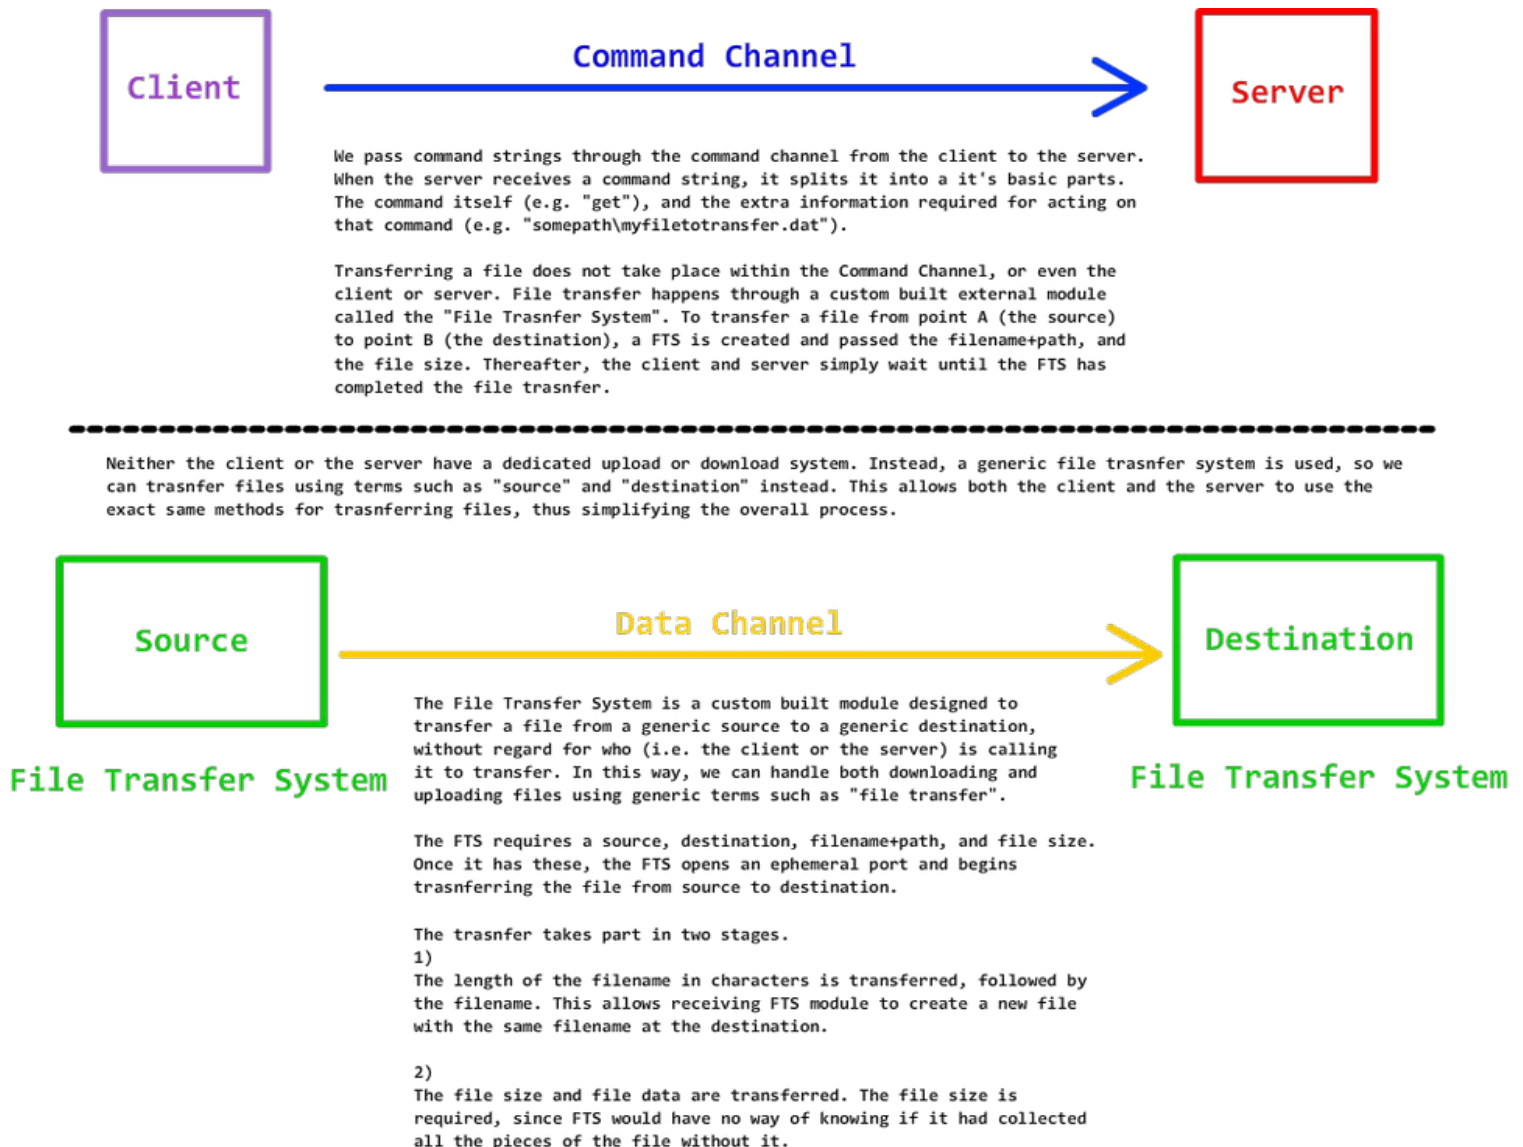 Client
Command Channel
Server
We pass command strings through the command channel from the client to the server.
When the server receives a command string, it splits it into a it's basic parts.
The command itself (e.g. "get"), and the extra information required for acting on
that command (e.g. "somepath\myfiletotransfer.dat").
Transferring a file does not take place within the Command Channel, or even the
client or server. File transfer happens through a custom built external module
called the "File Trasnfer System". To transfer a file from point A (the source)
to point B (the destination), a FTS is created and passed the filename+path, and
the file size. Thereafter, the client and server simply wait until the FTS has
completed the file trasnfer.
Neither the client or the server have a dedicated upload or download system. Instead, a generic file trasnfer system is used, so we
can trasnfer files using terms such as "source" and "destination" instead. This allows both the client and the server to use the
exact same methods for trasnferring files, thus simplifying the overall process.
Source
Data Channel
Destination
File Transfer System
File Transfer System
The File Transfer System is a custom built module designed to
transfer a file from a generic source to a generic destination,
without regard for who (i.e. the client or the server) is calling
it to transfer. In this way, we can handle both downloading and
uploading files using generic terms such as "file transfer".
The FTS requires a source, destination, filename+path, and file size.
Once it has these, the FTS opens an ephemeral port and begins
trasnferring the file from source to destination.
The trasnfer takes part in two stages.
1)
The length of the filename in characters is transferred, followed by
the filename. This allows receiving FTS module to create a new file
with the same filename at the destination.
2)
The file size and file data are transferred. The file size is
required, since FTS would have no way of knowing if it had collected
all the pieces of the file without it.